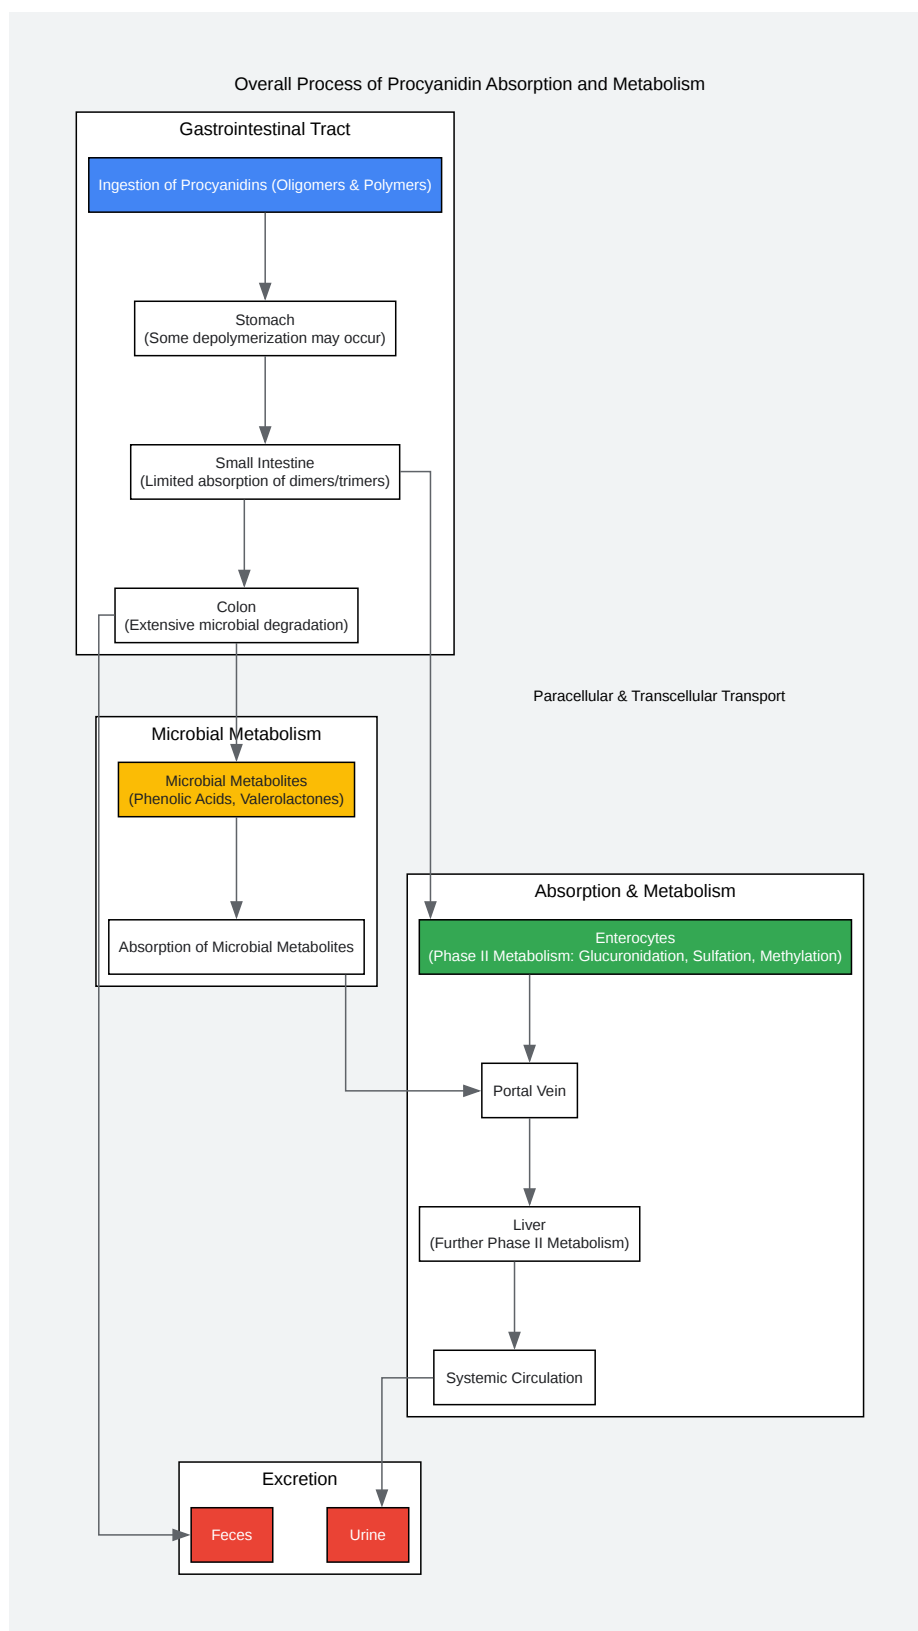 Overall Process of Procyanidin Absorption and Metabolism
Gastrointestinal Tract
Ingestion of Procyanidins (Oligomers & Polymers)
Stomach
(Some depolymerization may occur)
Small Intestine
(Limited absorption of dimers/trimers)
Colon
(Extensive microbial degradation)
Paracellular & Transcellular Transport
Microbial Metabolism
Microbial Metabolites
(Phenolic Acids, Valerolactones)
Absorption of Microbial Metabolites
Absorption & Metabolism
Enterocytes
(Phase II Metabolism: Glucuronidation, Sulfation, Methylation)
Portal Vein
Liver
(Further Phase II Metabolism)
Systemic Circulation
Excretion
Feces
Urine